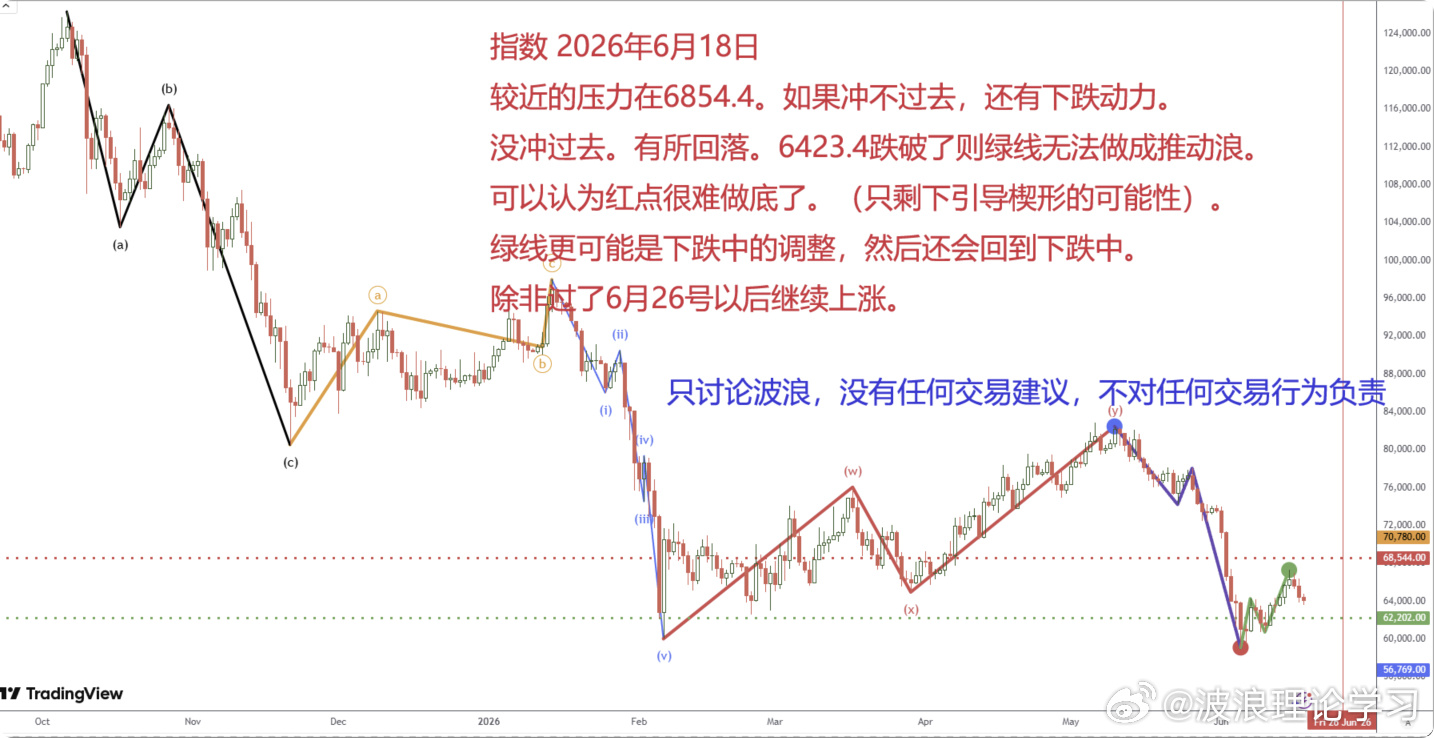 指数 2026年6月18日
较近的压力在6854.4。如果冲不过去，还有下跌动力。
没冲过去。有所回落。6423.4跌破了则绿线无法做成推动浪。
可以认为红点很难做底了。（只剩下引导楔形的可能性）。
绿线更可能是下跌中的调整，然后还会回到下跌中。
除非过了6月26号以后继续上涨。
只讨论波浪，没有任何交易建议，不对任何交易行为负责
(a)
(b)
(c)
a
b
c
(i)
(ii)
(iii)
(iv)
(v)
(w)
(x)
(y)
124,000.00
120,000.00
116,000.00
112,000.00
108,000.00
104,000.00
100,000.00
96,000.00
92,000.00
88,000.00
84,000.00
80,000.00
76,000.00
72,000.00
70,780.00
68,544.00
64,000.00
62,202.00
60,000.00
56,769.00
TradingView
@波浪理论学习
Oct Nov Dec 2026 Feb Mar Apr May Jun Fri 26 Jun '26 A